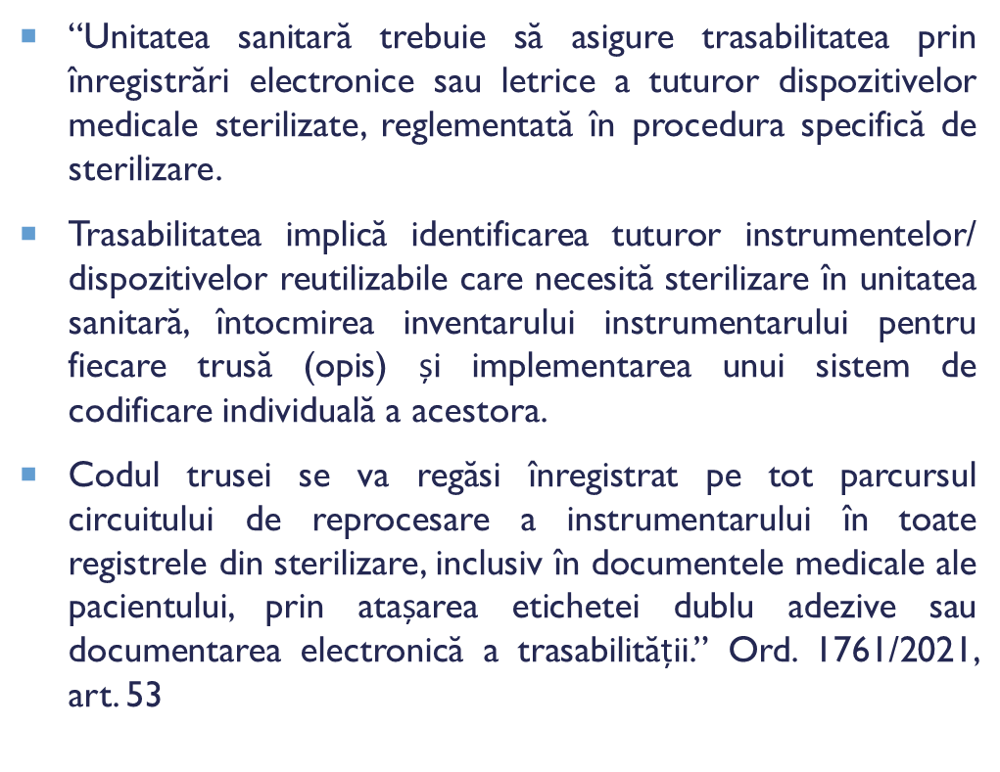 “Unitatea sanitară trebuie să asigure trasabilitatea prin
înregistrări electronice sau letrice a tuturor dispozitivelor
medicale sterilizate, reglementată în procedura specifică de
sterilizare.
Trasabilitatea implică identificarea tuturor instrumentelor/
dispozitivelor reutilizabile care necesită sterilizare în unitatea
sanitară, întocmirea inventarului instrumentarului pentru
fiecare trusă (opis) și implementarea unui sistem de
codificare individuală a acestora.
Codul trusei se va regăsi înregistrat pe tot parcursul
circuitului de reprocesare a instrumentarului în toate
registrele din sterilizare, inclusiv în documentele medicale ale
pacientului, prin atașarea etichetei dublu adezive sau
documentarea electronică a trasabilității.” Ord. 1761/2021,
art. 53